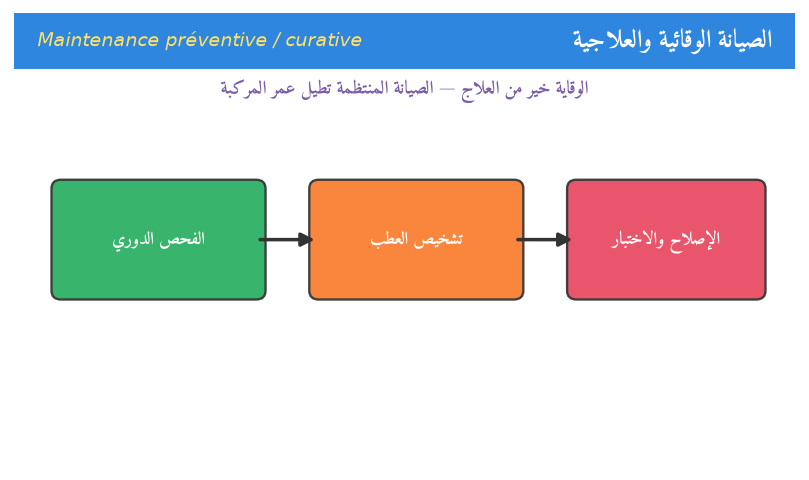 الصيانة الوقائية والعلاجية
Maintenance préventive / curative
الوقاية خير من العلاج — الصيانة المنتظمة تطيل عمر المركبة
الفحص الدوري
تشخيص العطب
الإصلاح والاختبار